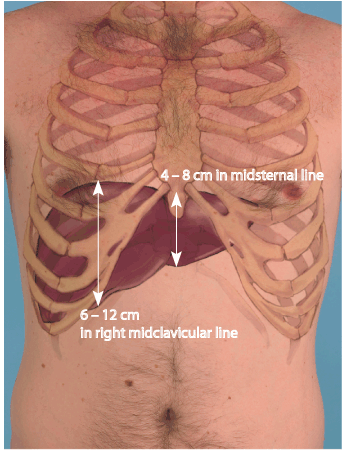 4 – 8 cm in midsternal line
6 – 12 cm
in right midclavicular line